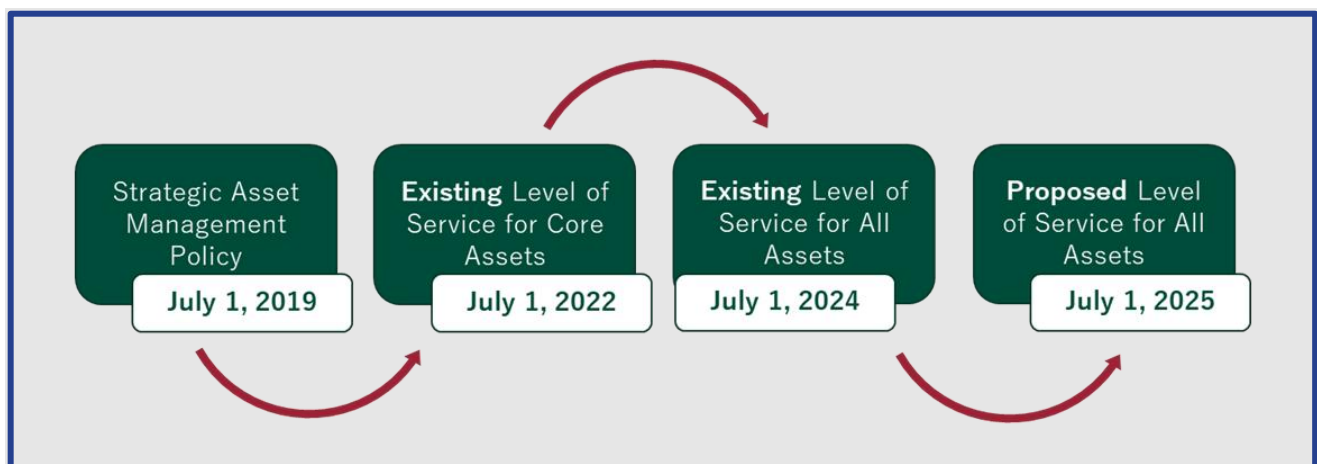 Strategic Asset
Management
Policy
July 1, 2019
Existing Level of
Service for Core
Assets
July 1, 2022
Existing Level of
Service for All
Assets
July 1, 2024
Proposed Level
of Service for All
Assets
July 1, 2025